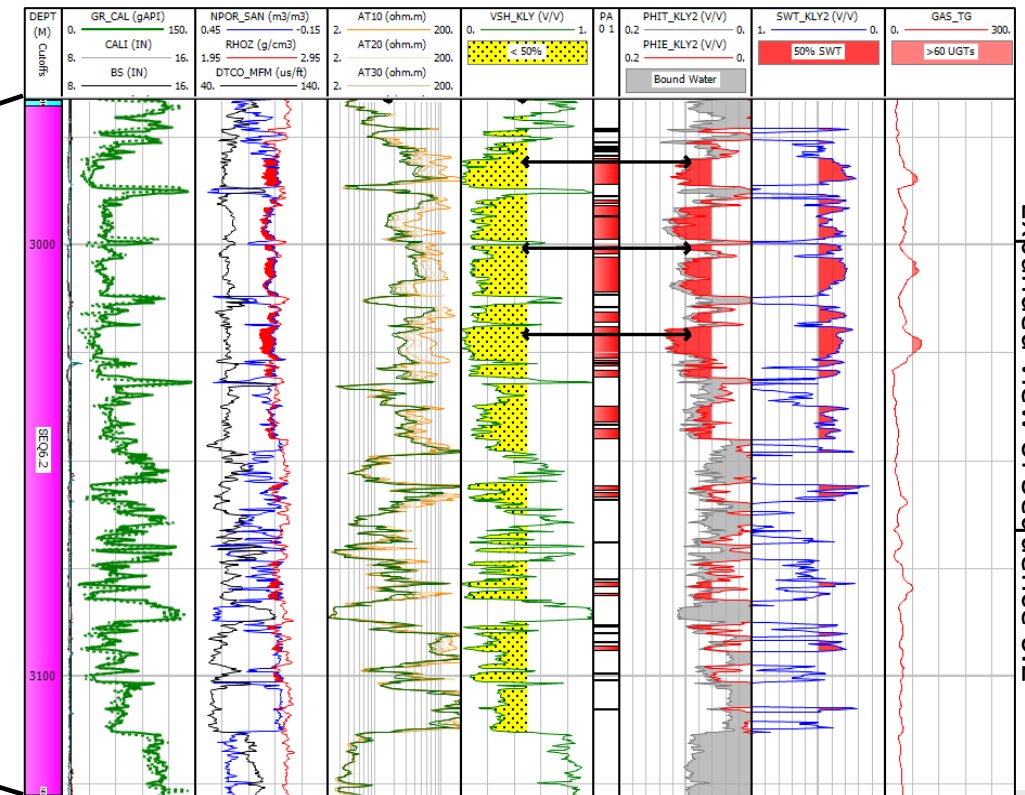 DEPT
(M)
Cutoffs
GR_CAL (gAPI)
0. 150.
CALI (IN)
8. 16.
BS (IN)
8. 16.
NPOR_SAN (m3/m3)
0.45 -0.15
RHOZ (g/cm3)
1.95 2.95
DTCO_MFM (us/ft)
40. 140.
AT10 (ohm.m)
2. 200.
AT20 (ohm.m)
2. 200.
AT30 (ohm.m)
2. 200.
VSH_KLY (V/V)
0. 1.
< 50%
PA
0 1
PHIT_KLY2 (V/V)
0.2 0.
PHIE_KLY2 (V/V)
0.2 0.
Bound Water
SWT_KLY2 (V/V)
1. 0.
50% SWT
GAS_TG
0. 300.
>60 UGTs
3000
SEQ6.2
3100